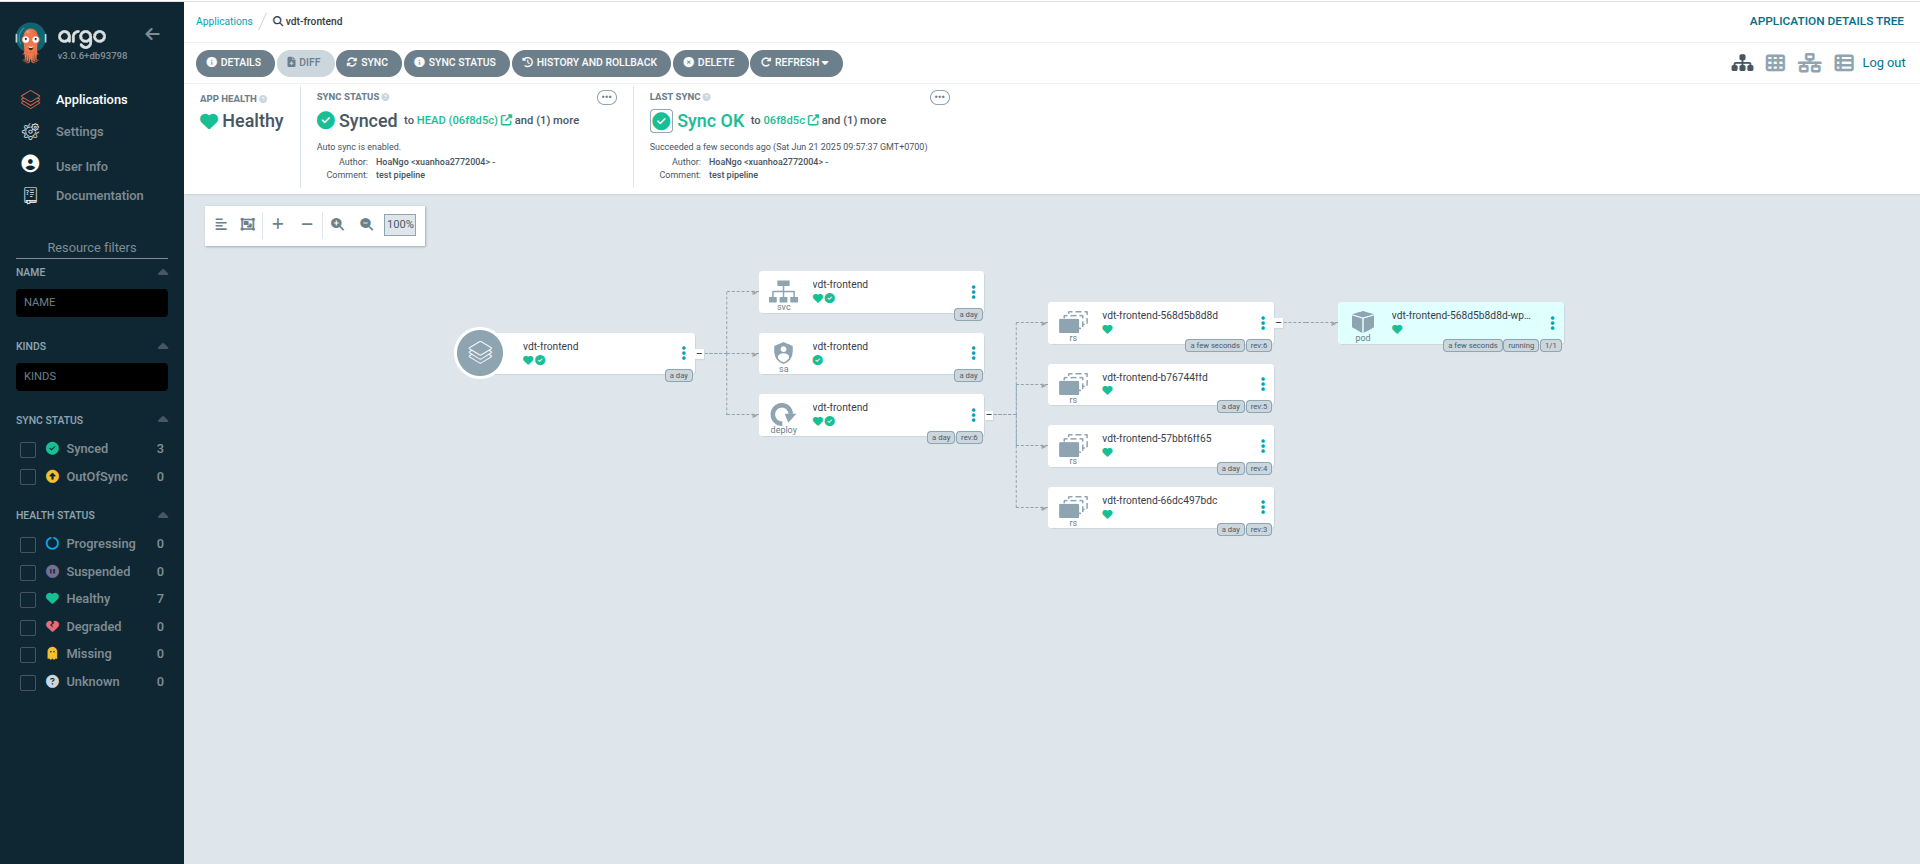 argo
v3.0.6+db93798
Applications
Settings
User Info
Documentation
Resource filters
NAME
NAME
KINDS
KINDS
SYNC STATUS
Synced 3
OutOfSync 0
HEALTH STATUS
Progressing 0
Suspended 0
Healthy 7
Degraded 0
Missing 0
Unknown 0
Applications / vdt-frontend
APPLICATION DETAILS TREE
DETAILS DIFF SYNC SYNC STATUS HISTORY AND ROLLBACK DELETE REFRESH
Log out
APP HEALTH
Healthy
SYNC STATUS
Synced to HEAD (06f8d5c) and (1) more
Auto sync is enabled.
Author: HoaNgo <xuanhoa2772004> -
Comment: test pipeline
LAST SYNC
Sync OK to 06f8d5c and (1) more
Succeeded a few seconds ago (Sat Jun 21 2025 09:57:37 GMT+0700)
Author: HoaNgo <xuanhoa2772004> -
Comment: test pipeline
100%
vdt-frontend
a day
vdt-frontend
svc
a day
vdt-frontend
sa
a day
vdt-frontend
deploy
a day rev:6
vdt-frontend-568d5b8d8d
rs
a few seconds rev:6
vdt-frontend-b76744ffd
rs
a day rev:5
vdt-frontend-57bbf6ff65
rs
a day rev:4
vdt-frontend-66dc497bdc
rs
a day rev:3
vdt-frontend-568d5b8d8d-wp...
pod
a few seconds running 1/1